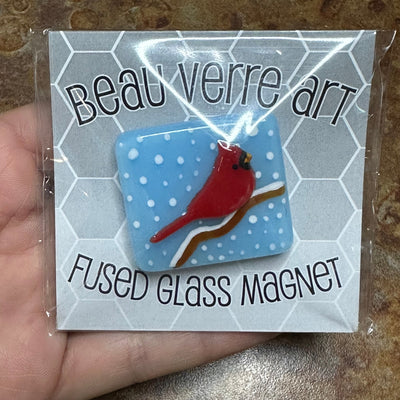 Beau Verre Art
Fused Glass Magnet